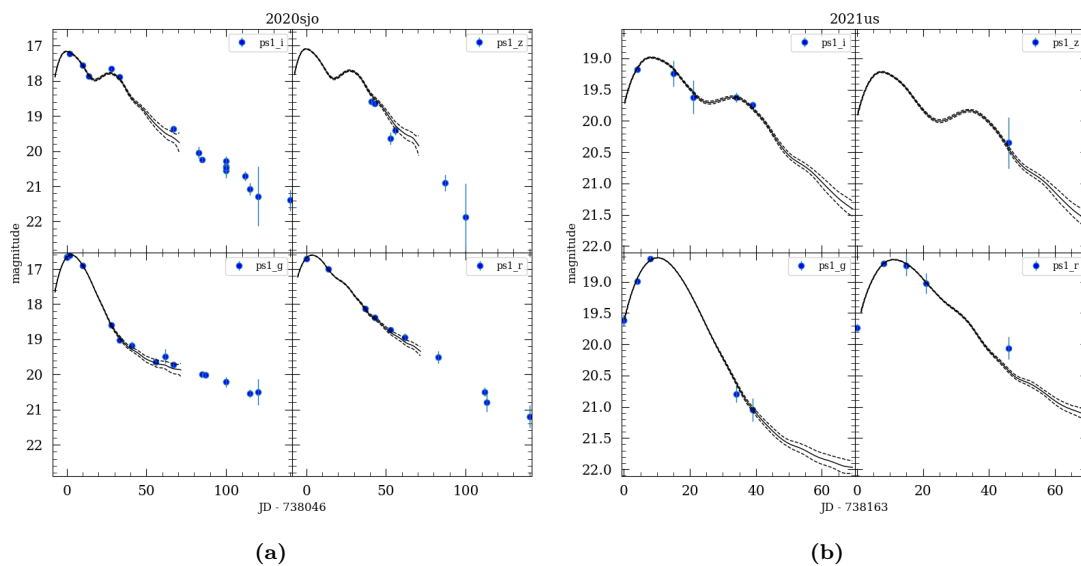 2020sjo
2021us
ps1_i
ps1_z
ps1_i
ps1_z
17
18
19
20
21
22
19.0
19.5
20.0
20.5
21.0
21.5
22.0
magnitude
magnitude
ps1_g
ps1_r
ps1_g
ps1_r
17
18
19
20
21
22
19.0
19.5
20.0
20.5
21.0
21.5
22.0
0 50 100 0 50 100
0 20 40 60 0 20 40 60
JD - 738046
JD - 738163
(a)
(b)